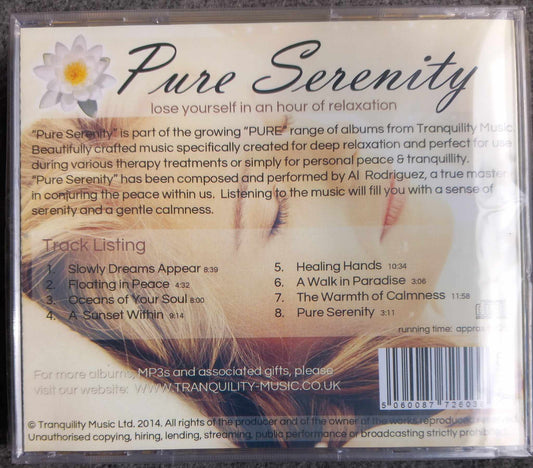 Pure Serenity
lose yourself in an hour of relaxation
"Pure Serenity" is part of the growing "PURE" range of albums from Tranquility Music.
Beautifully crafted music specifically created for deep relaxation and perfect for use
during various therapy treatments or simply for personal peace & tranquillity.
"Pure Serenity" has been composed and performed by Al Rodriguez, a true master
in conjuring the peace within us. Listening to the music will fill you with a sense of
serenity and a gentle calmness.
Track Listing
1. Slowly Dreams Appear 8:39
2. Floating in Peace 4:32
3. Oceans of Your Soul 8:00
4. A Sunset Within 9:14
5. Healing Hands 10:34
6. A Walk in Paradise 3:06
7. The Warmth of Calmness 11:58
8. Pure Serenity 3:11
running time: approx
For more albums, MP3s and associated gifts, please
visit our website: WWW.TRANQUILITY-MUSIC.CO.UK
5 060087 72603
© Tranquility Music Ltd. 2014. All rights of the producer and of the owner of the works reproduced
Unauthorised copying, hiring, lending, streaming, public performance or broadcasting strictly prohibited.